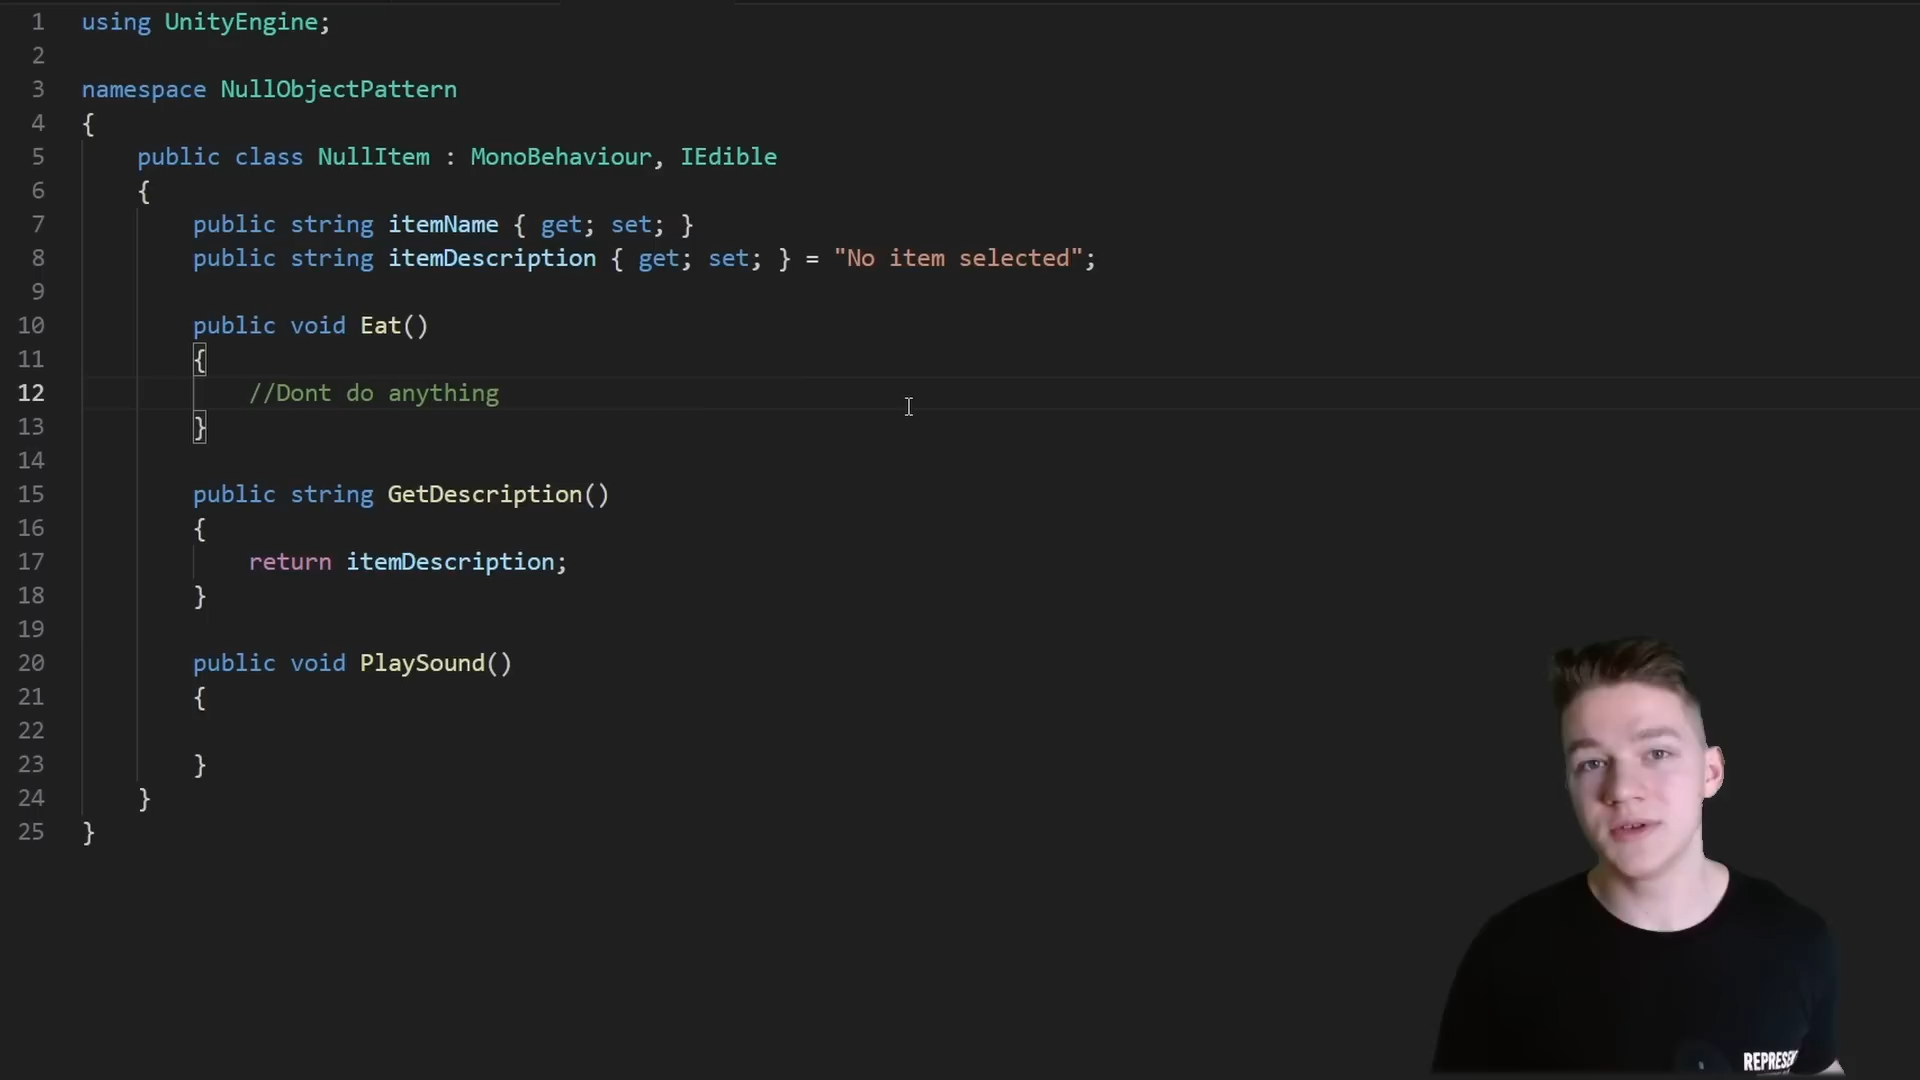 1 using UnityEngine;
2
3 namespace NullObjectPattern
4 {
5 public class NullItem : MonoBehaviour, IEdible
6 {
7 public string itemName { get; set; }
8 public string itemDescription { get; set; } = "No item selected";
9
10 public void Eat()
11 {
12 //Dont do anything
13 }
14
15 public string GetDescription()
16 {
17 return itemDescription;
18 }
19
20 public void PlaySound()
21 {
22
23 }
24 }
25 }